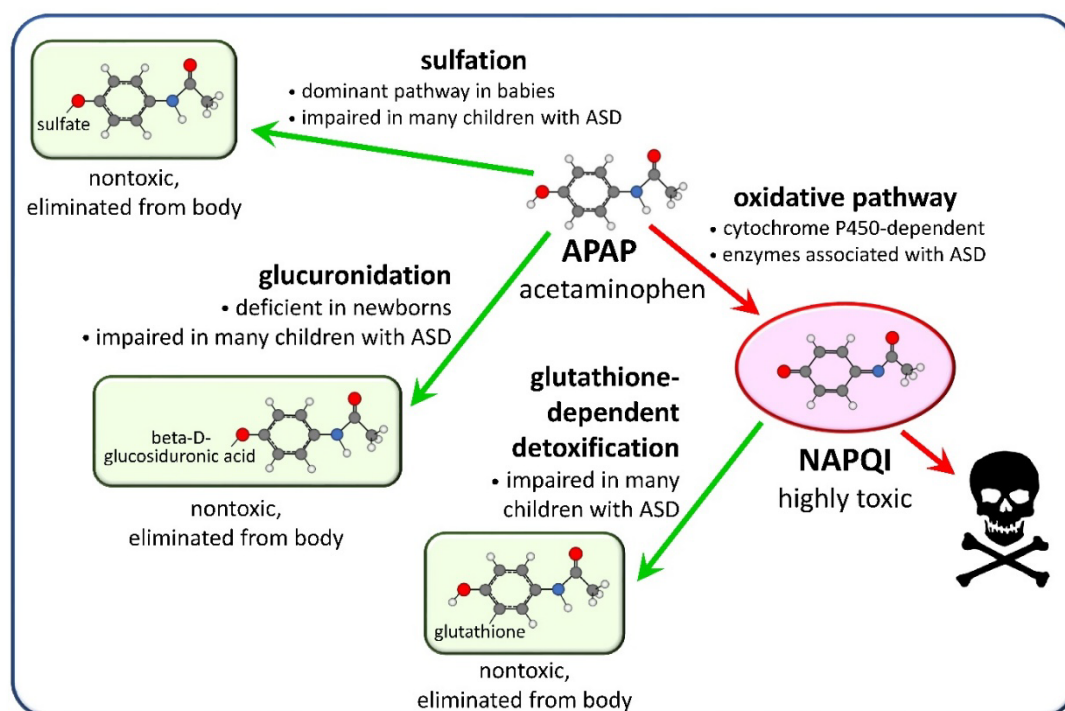 sulfation
• dominant pathway in babies
• impaired in many children with ASD
sulfate
nontoxic,
eliminated from body
APAP
acetaminophen
oxidative pathway
• cytochrome P450-dependent
• enzymes associated with ASD
glucuronidation
• deficient in newborns
• impaired in many children with ASD
beta-D-
glucosiduronic acid
nontoxic,
eliminated from body
glutathione-
dependent
detoxification
• impaired in many
children with ASD
NAPQI
highly toxic
glutathione
nontoxic,
eliminated from body